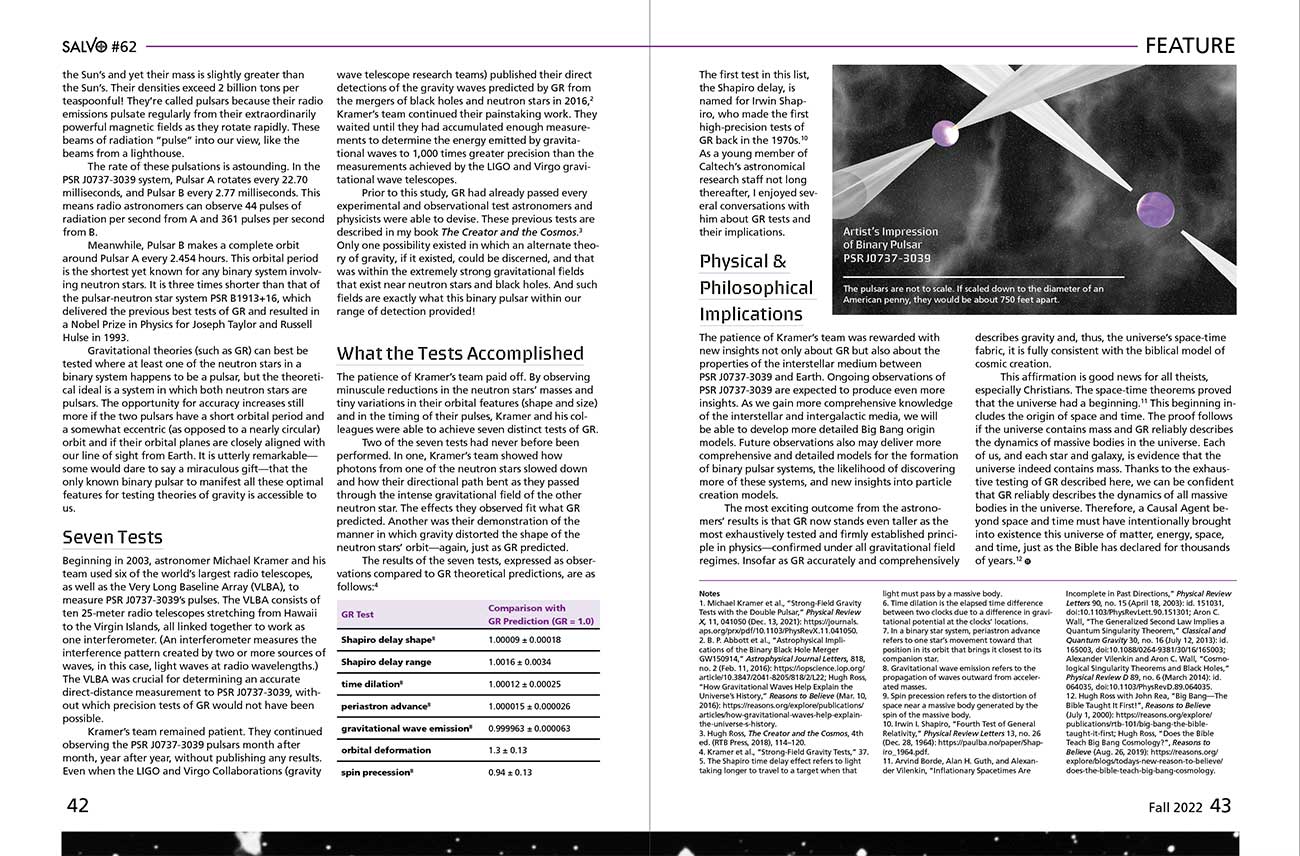 SALVO #62
the Sun's and yet their mass is slightly greater than
the Sun's. Their densities exceed 2 billion tons per
teaspoonful! They're called pulsars because their radio
emissions pulsate regularly from their extraordinarily
powerful magnetic fields as they rotate rapidly. These
beams of radiation "pulse" into our view, like the
beams from a lighthouse.
The rate of these pulsations is astounding. In the
PSR J0737-3039 system, Pulsar A rotates every 22.70
milliseconds, and Pulsar B every 2.77 milliseconds. This
means radio astronomers can observe 44 pulses of
radiation per second from A and 361 pulses per second
from B.
Meanwhile, Pulsar B makes a complete orbit
around Pulsar A every 2.454 hours. This orbital period
is the shortest yet known for any binary system involv-
ing neutron stars. It is three times shorter than that of
the pulsar-neutron star system PSR B1913+16, which
delivered the previous best tests of GR and resulted in
a Nobel Prize in Physics for Joseph Taylor and Russell
Hulse in 1993.
Gravitational theories (such as GR) can best be
tested where at least one of the neutron stars in a
binary system happens to be a pulsar, but the theoreti-
cal ideal is a system in which both neutron stars are
pulsars. The opportunity for accuracy increases still
more if the two pulsars have a short orbital period and
a somewhat eccentric (as opposed to a nearly circular)
orbit and if their orbital planes are closely aligned with
our line of sight from Earth. It is utterly remarkable—
some would dare to say a miraculous gift—that the
only known binary pulsar to manifest all these optimal
features for testing theories of gravity is accessible to
us.
Seven Tests
Beginning in 2003, astronomer Michael Kramer and his
team used six of the world's largest radio telescopes,
as well as the Very Long Baseline Array (VLBA), to
measure PSR J0737-3039's pulses. The VLBA consists of
ten 25-meter radio telescopes stretching from Hawaii
to the Virgin Islands, all linked together to work as
one interferometer. (An interferometer measures the
interference pattern created by two or more sources of
waves, in this case, light waves at radio wavelengths.)
The VLBA was crucial for determining an accurate
direct-distance measurement to PSR J0737-3039, with-
out which precision tests of GR would not have been
possible.
Kramer's team remained patient. They continued
observing the PSR J0737-3039 pulsars month after
month, year after year, without publishing any results.
Even when the LIGO and Virgo Collaborations (gravity
wave telescope research teams) published their direct
detections of the gravity waves predicted by GR from
the mergers of black holes and neutron stars in 2016,²
Kramer's team continued their painstaking work. They
waited until they had accumulated enough measure-
ments to determine the energy emitted by gravita-
tional waves to 1,000 times greater precision than the
measurements achieved by the LIGO and Virgo gravi-
tational wave telescopes.
Prior to this study, GR had already passed every
experimental and observational test astronomers and
physicists were able to devise. These previous tests are
described in my book The Creator and the Cosmos.³
Only one possibility existed in which an alternate theo-
ry of gravity, if it existed, could be discerned, and that
was within the extremely strong gravitational fields
that exist near neutron stars and black holes. And such
fields are exactly what this binary pulsar within our
range of detection provided!
What the Tests Accomplished
The patience of Kramer's team paid off. By observing
minuscule reductions in the neutron stars' masses and
tiny variations in their orbital features (shape and size)
and in the timing of their pulses, Kramer and his col-
leagues were able to achieve seven distinct tests of GR.
Two of the seven tests had never before been
performed. In one, Kramer's team showed how
photons from one of the neutron stars slowed down
and how their directional path bent as they passed
through the intense gravitational field of the other
neutron star. The effects they observed fit what GR
predicted. Another was their demonstration of the
manner in which gravity distorted the shape of the
neutron stars' orbit—again, just as GR predicted.
The results of the seven tests, expressed as obser-
vations compared to GR theoretical predictions, are as
follows:⁴
GR Test Comparison with
GR Prediction (GR = 1.0)
Shapiro delay shape⁸ 1.00009 ± 0.00018
Shapiro delay range 1.0016 ± 0.0034
time dilation⁸ 1.00012 ± 0.00025
periastron advance⁸ 1.000015 ± 0.000026
gravitational wave emission⁸ 0.999963 ± 0.000063
orbital deformation 1.3 ± 0.13
spin precession⁸ 0.94 ± 0.13
42
FEATURE
The first test in this list,
the Shapiro delay, is
named for Irwin Shap-
iro, who made the first
high-precision tests of
GR back in the 1970s.¹⁰
As a young member of
Caltech's astronomical
research staff not long
thereafter, I enjoyed sev-
eral conversations with
him about GR tests and
their implications.
Artist's Impression
of Binary Pulsar
PSR J0737-3039
The pulsars are not to scale. If scaled down to the diameter of an
American penny, they would be about 750 feet apart.
Physical &
Philosophical
Implications
The patience of Kramer's team was rewarded with
new insights not only about GR but also about the
properties of the interstellar medium between
PSR J0737-3039 and Earth. Ongoing observations of
PSR J0737-3039 are expected to produce even more
insights. As we gain more comprehensive knowledge
of the interstellar and intergalactic media, we will
be able to develop more detailed Big Bang origin
models. Future observations also may deliver more
comprehensive and detailed models for the formation
of binary pulsar systems, the likelihood of discovering
more of these systems, and new insights into particle
creation models.
The most exciting outcome from the astrono-
mers' results is that GR now stands even taller as the
most exhaustively tested and firmly established princi-
ple in physics—confirmed under all gravitational field
regimes. Insofar as GR accurately and comprehensively
describes gravity and, thus, the universe's space-time
fabric, it is fully consistent with the biblical model of
cosmic creation.
This affirmation is good news for all theists,
especially Christians. The space-time theorems proved
that the universe had a beginning.¹¹ This beginning in-
cludes the origin of space and time. The proof follows
if the universe contains mass and GR reliably describes
the dynamics of massive bodies in the universe. Each
of us, and each star and galaxy, is evidence that the
universe indeed contains mass. Thanks to the exhaus-
tive testing of GR described here, we can be confident
that GR reliably describes the dynamics of all massive
bodies in the universe. Therefore, a Causal Agent be-
yond space and time must have intentionally brought
into existence this universe of matter, energy, space,
and time, just as the Bible has declared for thousands
of years.¹²
Notes
1. Michael Kramer et al., "Strong-Field Gravity
Tests with the Double Pulsar," Physical Review
X, 11, 041050 (Dec. 13, 2021): https://journals.
aps.org/prx/pdf/10.1103/PhysRevX.11.041050.
2. B. P. Abbott et al., "Astrophysical Impli-
cations of the Binary Black Hole Merger
GW150914," Astrophysical Journal Letters, 818,
no. 2 (Feb. 11, 2016): https://iopscience.iop.org/
article/10.3847/2041-8205/818/2/L22; Hugh Ross,
"How Gravitational Waves Help Explain the
Universe's History," Reasons to Believe (Mar. 10,
2016): https://reasons.org/explore/publications/
articles/how-gravitational-waves-help-explain-
the-universe-s-history.
3. Hugh Ross, The Creator and the Cosmos, 4th
ed. (RTB Press, 2018), 114–120.
4. Kramer et al., "Strong-Field Gravity Tests," 37.
5. The Shapiro time delay effect refers to light
taking longer to travel to a target when that
light must pass by a massive body.
6. Time dilation is the elapsed time difference
between two clocks due to a difference in gravi-
tational potential at the clocks' locations.
7. In a binary star system, periastron advance
refers to one star's movement toward that
position in its orbit that brings it closest to its
companion star.
8. Gravitational wave emission refers to the
propagation of waves outward from acceler-
ated masses.
9. Spin precession refers to the distortion of
space near a massive body generated by the
spin of the massive body.
10. Irwin I. Shapiro, "Fourth Test of General
Relativity," Physical Review Letters 13, no. 26
(Dec. 28, 1964): https://paulba.no/paper/Shap-
iro_1964.pdf.
11. Arvind Borde, Alan H. Guth, and Alexan-
der Vilenkin, "Inflationary Spacetimes Are
Incomplete in Past Directions," Physical Review
Letters 90, no. 15 (April 18, 2003): id. 151031,
doi:10.1103/PhysRevLett.90.151301; Aron C.
Wall, "The Generalized Second Law Implies a
Quantum Singularity Theorem," Classical and
Quantum Gravity 30, no. 16 (July 12, 2013): id.
165003, doi:10.1088/0264-9381/30/16/165003;
Alexander Vilenkin and Aron C. Wall, "Cosmo-
logical Singularity Theorems and Black Holes,"
Physical Review D 89, no. 6 (March 2014): id.
064035, doi:10.1103/PhysRevD.89.064035.
12. Hugh Ross with John Rea, "Big Bang—The
Bible Taught It First!", Reasons to Believe
(July 1, 2000): https://reasons.org/explore/
publications/rtb-101/big-bang-the-bible-
taught-it-first; Hugh Ross, "Does the Bible
Teach Big Bang Cosmology?", Reasons to
Believe (Aug. 26, 2019): https://reasons.org/
explore/blogs/todays-new-reason-to-believe/
does-the-bible-teach-big-bang-cosmology.
Fall 2022 43